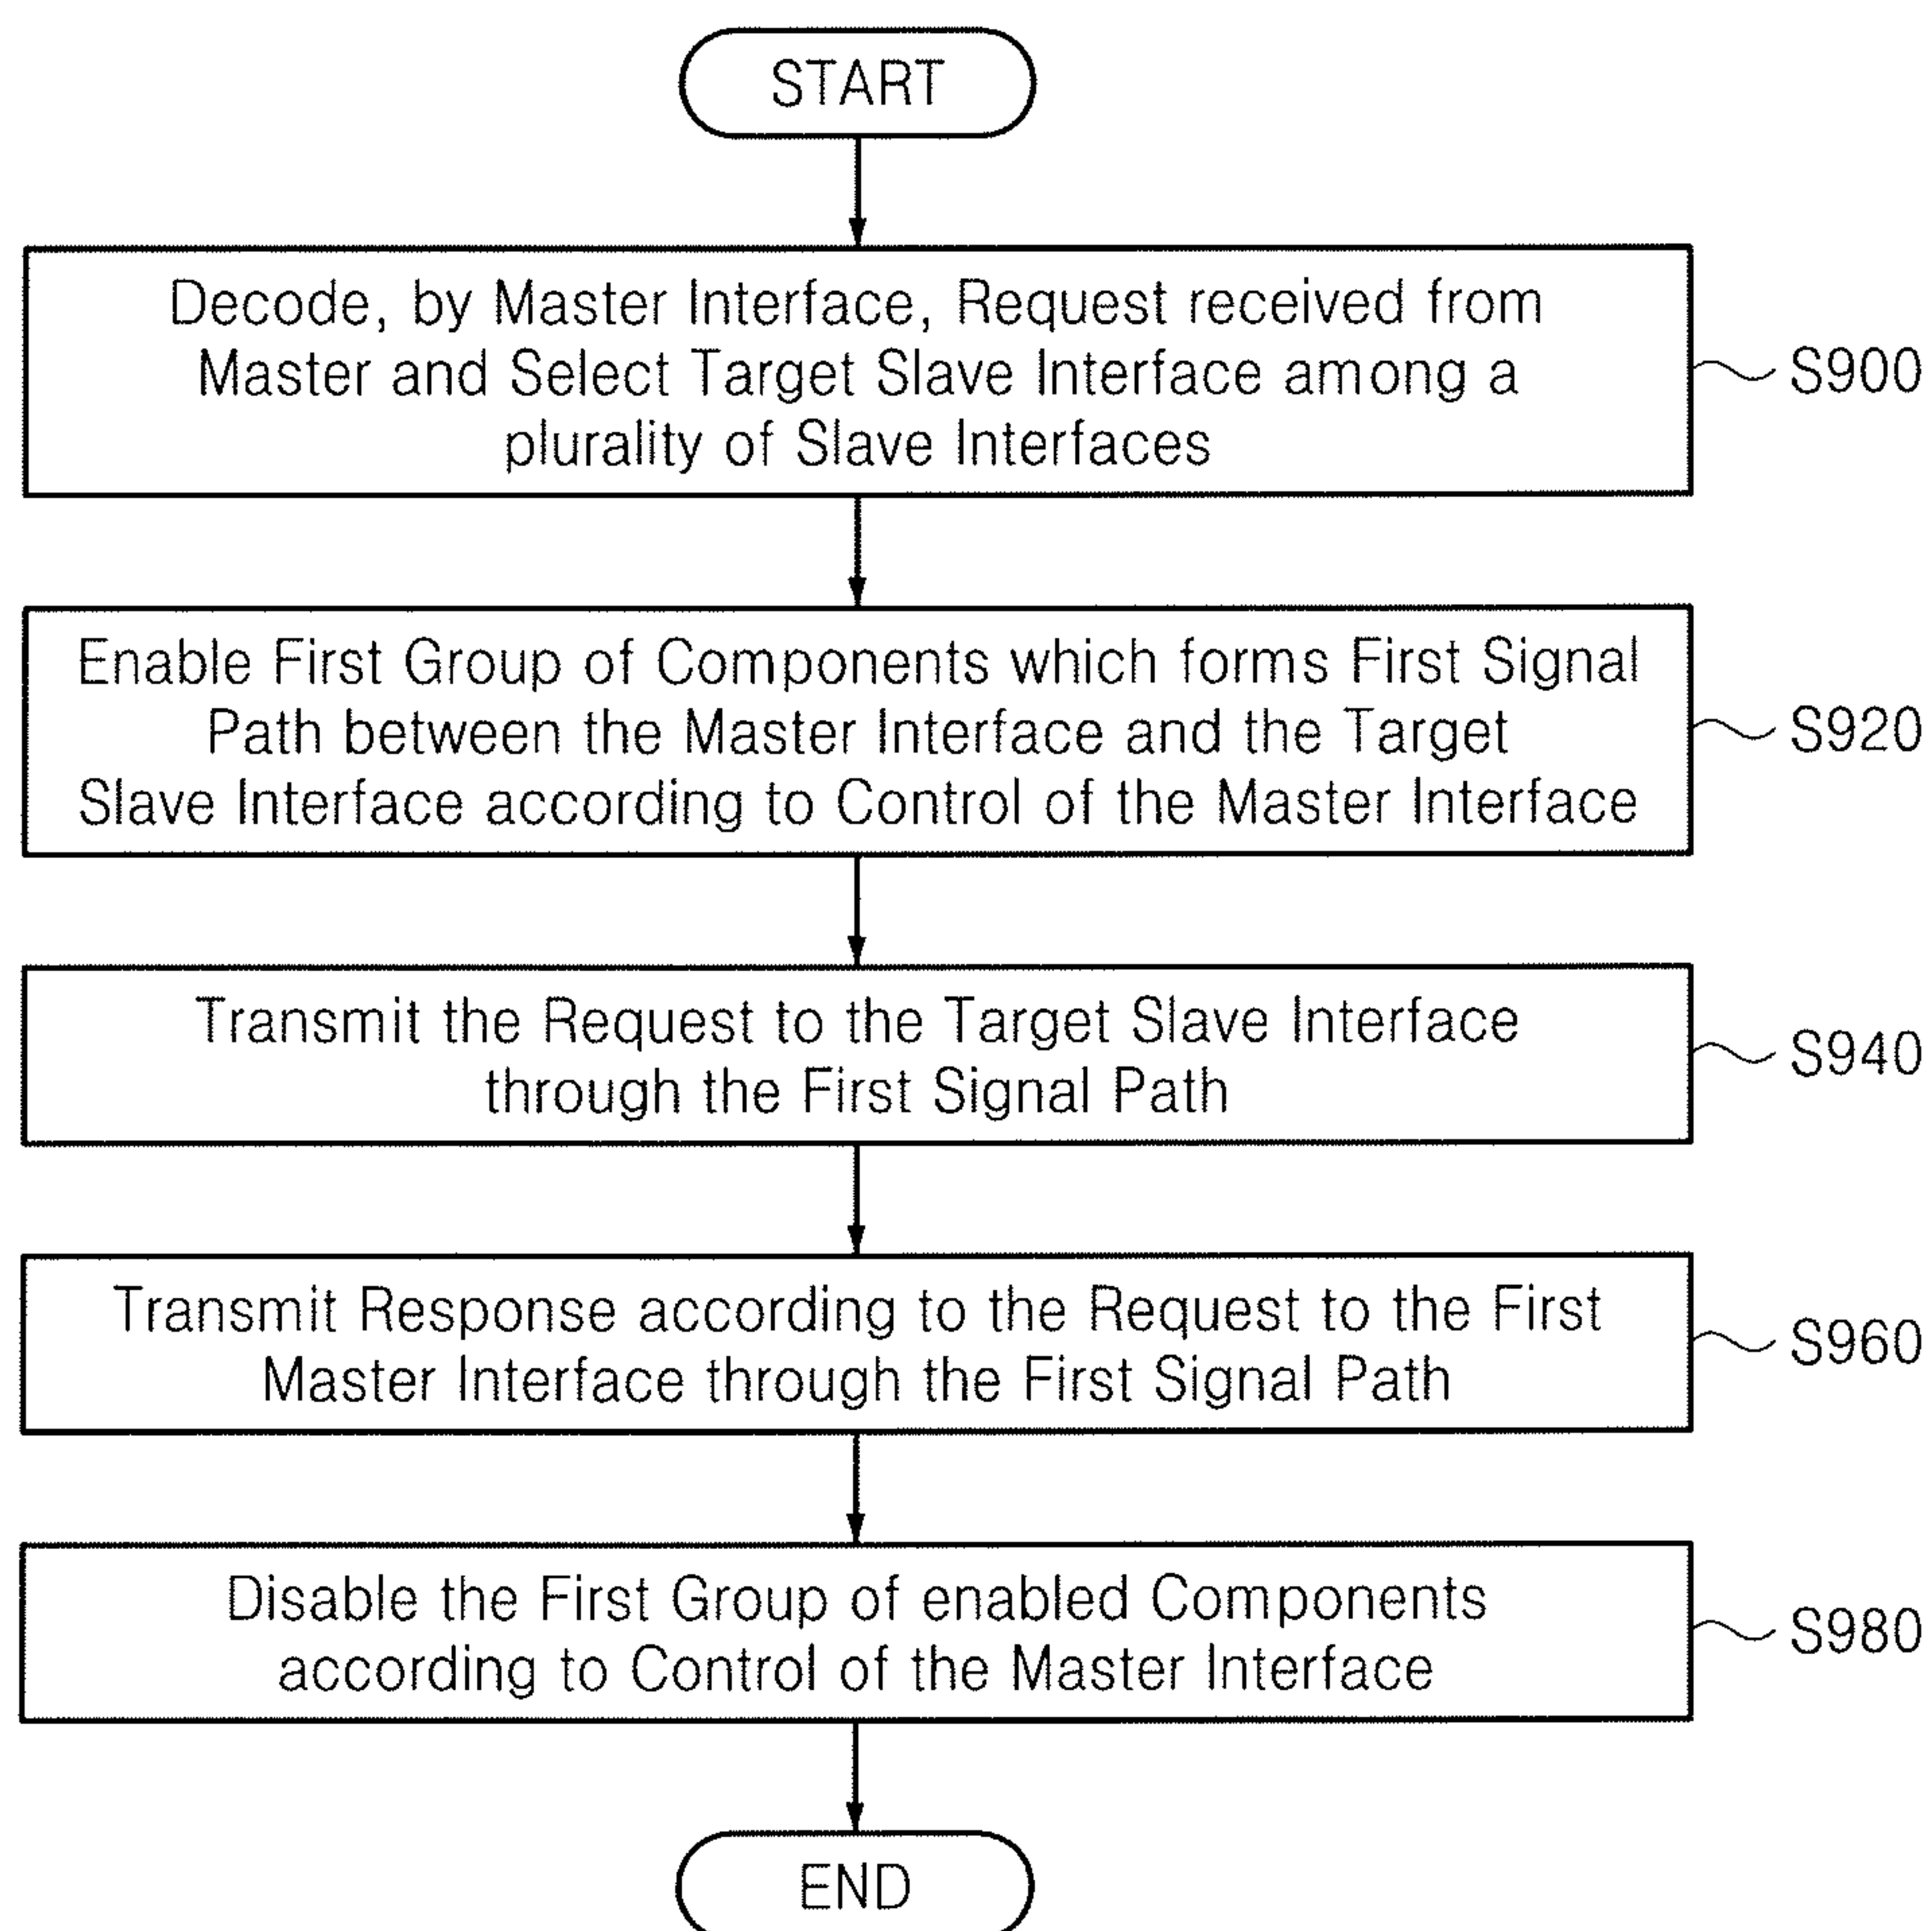 START
Decode, by Master Interface, Request received from
Master and Select Target Slave Interface among a
plurality of Slave Interfaces
S900
Enable First Group of Components which forms First Signal
Path between the Master Interface and the Target
Slave Interface according to Control of the Master Interface
S920
Transmit the Request to the Target Slave Interface
through the First Signal Path
S940
Transmit Response according to the Request to the First
Master Interface through the First Signal Path
S960
Disable the First Group of enabled Components
according to Control of the Master Interface
S980
END